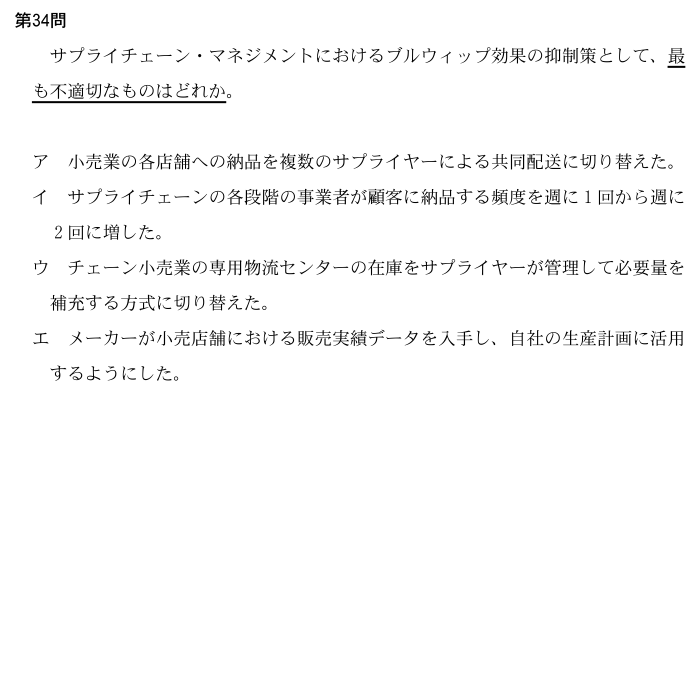 第34問
サプライチェーン・マネジメントにおけるブルウィップ効果の抑制策として、最
も不適切なものはどれか。
ア　小売業の各店舗への納品を複数のサプライヤーによる共同配送に切り替えた。
イ　サプライチェーンの各段階の事業者が顧客に納品する頻度を週に１回から週に
２回に増した。
ウ　チェーン小売業の専用物流センターの在庫をサプライヤーが管理して必要量を
補充する方式に切り替えた。
エ　メーカーが小売店舗における販売実績データを入手し、自社の生産計画に活用
するようにした。